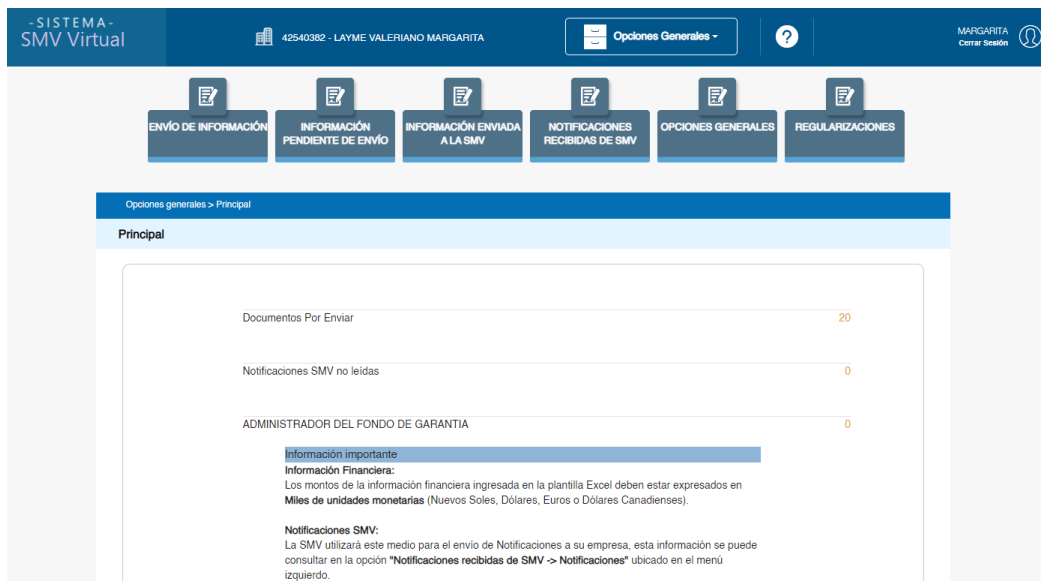 -SISTEMA-
SMV Virtual
42540382 - LAYME VALERIANO MARGARITA
Opciones Generales
?
MARGARITA
Cerrar Sesión
ENVÍO DE INFORMACIÓN
INFORMACIÓN
PENDIENTE DE ENVÍO
INFORMACIÓN ENVIADA
A LA SMV
NOTIFICACIONES
RECIBIDAS DE SMV
OPCIONES GENERALES
REGULARIZACIONES
Opciones generales > Principal
Principal
Documentos Por Enviar 20
Notificaciones SMV no leídas 0
ADMINISTRADOR DEL FONDO DE GARANTIA 0
Información importante
Información Financiera:
Los montos de la información financiera ingresada en la plantilla Excel deben estar expresados en
Miles de unidades monetarias (Nuevos Soles, Dólares, Euros o Dólares Canadienses).
Notificaciones SMV:
La SMV utilizará este medio para el envío de Notificaciones a su empresa, esta información se puede
consultar en la opción "Notificaciones recibidas de SMV -> Notificaciones" ubicado en el menú
izquierdo.